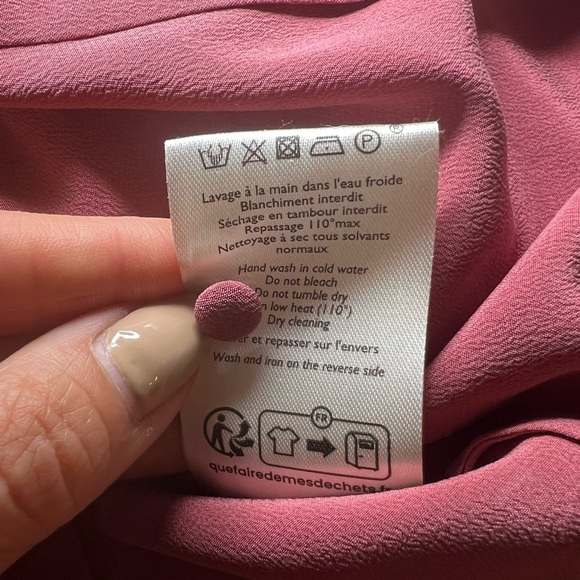 P
®
Lavage à la main dans l'eau froide
Blanchiment interdit
Séchage en tambour interdit
Repassage 110°max
Nettoyage à sec tous solvants
normaux
Hand wash in cold water
Do not bleach
Do not tumble dry
low heat (110°)
Dry cleaning
et repasser sur l'envers
Wash and iron on the reverse side
FR
quefairedemesdechets.fr